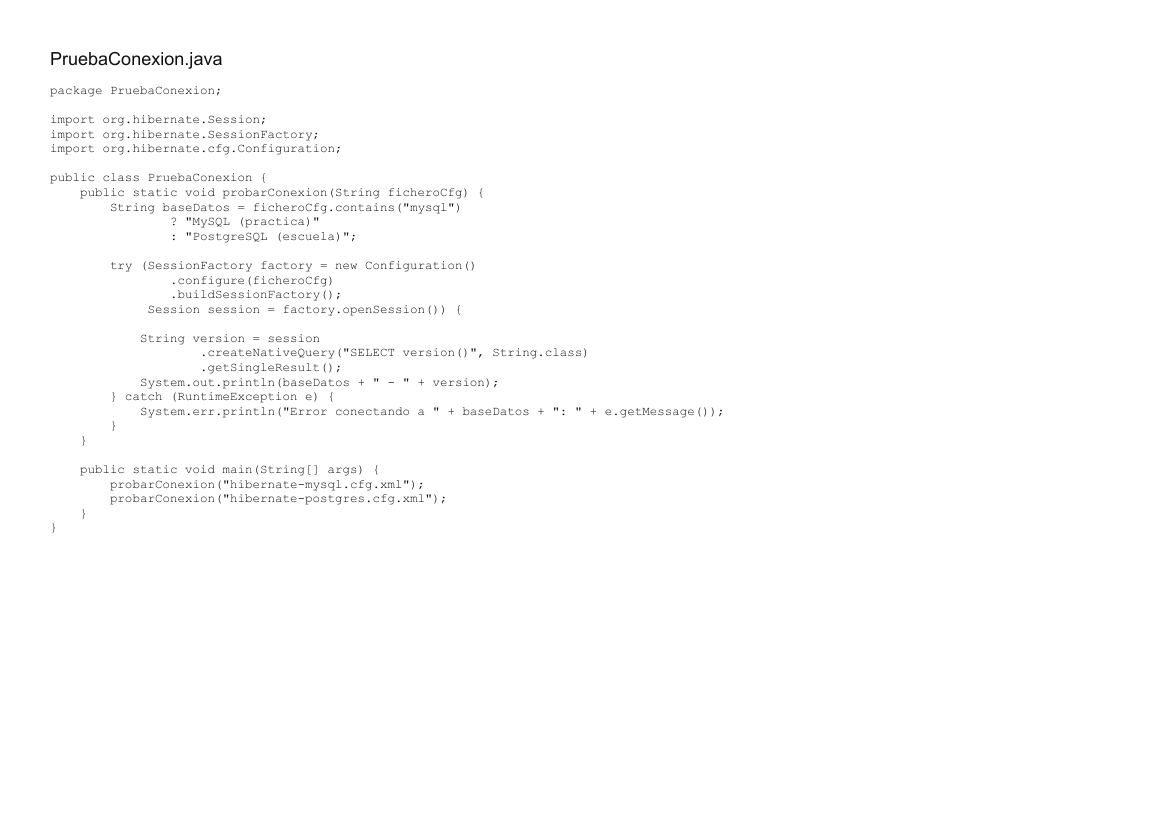 PruebaConexion.java
package PruebaConexion;
import org.hibernate.Session;
import org.hibernate.SessionFactory;
import org.hibernate.cfg.Configuration;
public class PruebaConexion {
    public static void probarConexion(String ficheroCfg) {
        String baseDatos = ficheroCfg.contains("mysql")
                ? "MySQL (practica)"
                : "PostgreSQL (escuela)";
        try (SessionFactory factory = new Configuration()
                .configure(ficheroCfg)
                .buildSessionFactory();
             Session session = factory.openSession()) {
            String version = session
                    .createNativeQuery("SELECT version()", String.class)
                    .getSingleResult();
            System.out.println(baseDatos + " - " + version);
        } catch (RuntimeException e) {
            System.err.println("Error conectando a " + baseDatos + ": " + e.getMessage());
        }
    }
    public static void main(String[] args) {
        probarConexion("hibernate-mysql.cfg.xml");
        probarConexion("hibernate-postgres.cfg.xml");
    }
}